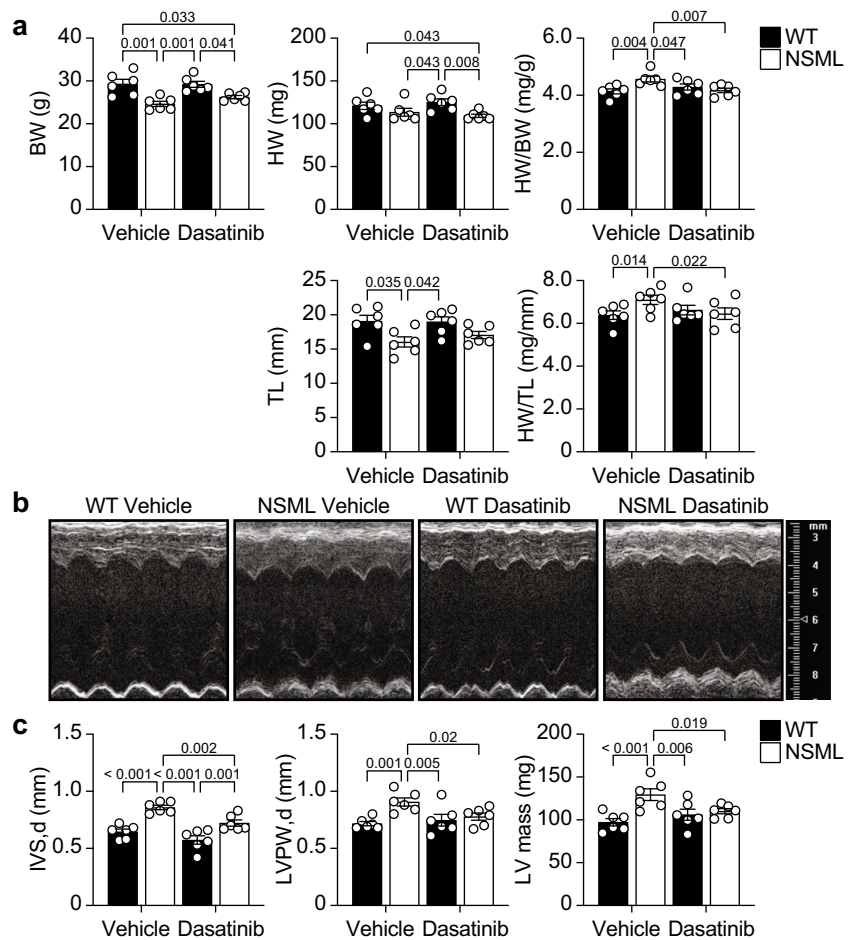 a
0.033
0.001 0.001 0.041
BW (g)
40
30
20
10
0
Vehicle Dasatinib
0.043
0.043 0.008
HW (mg)
200
150
100
50
0
Vehicle Dasatinib
0.007
0.004 0.047
HW/BW (mg/g)
6.0
4.0
2.0
0
Vehicle Dasatinib
WT
NSML
0.035 0.042
TL (mm)
25
20
15
10
5
0
Vehicle Dasatinib
0.014 0.022
HW/TL (mg/mm)
8.0
6.0
4.0
2.0
0
Vehicle Dasatinib
b
WT Vehicle
NSML Vehicle
WT Dasatinib
NSML Dasatinib
mm
3
4
5
6
7
8
c
0.002
< 0.001 < 0.001 0.001
IVS,d (mm)
1.5
1.0
0.5
0
Vehicle Dasatinib
0.02
0.001 0.005
LVPW,d (mm)
1.5
1.0
0.5
0
Vehicle Dasatinib
0.019
< 0.001 0.006
LV mass (mg)
200
150
100
50
0
Vehicle Dasatinib
WT
NSML